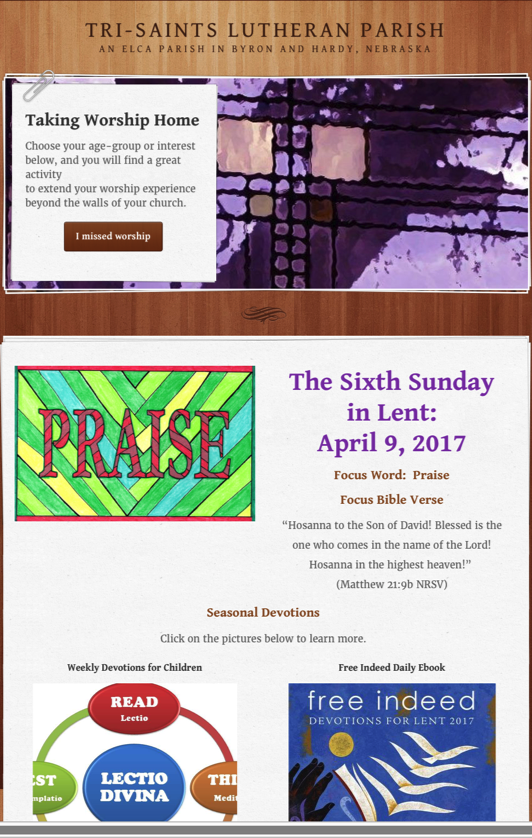 TRI-SAINTS LUTHERAN PARISH
AN ELCA PARISH IN BYRON AND HARDY, NEBRASKA
Taking Worship Home
Choose your age-group or interest
below, and you will find a great
activity
to extend your worship experience
beyond the walls of your church.
I missed worship
PRAISE
The Sixth Sunday
in Lent:
April 9, 2017
Focus Word: Praise
Focus Bible Verse
“Hosanna to the Son of David! Blessed is the
one who comes in the name of the Lord!
Hosanna in the highest heaven!”
(Matthew 21:9b NRSV)
Seasonal Devotions
Click on the pictures below to learn more.
Weekly Devotions for Children
READ
Lectio
LECTIO
DIVINA
EST
mplatio
THI
Medit
Free Indeed Daily Ebook
free indeed
DEVOTIONS FOR LENT 2017